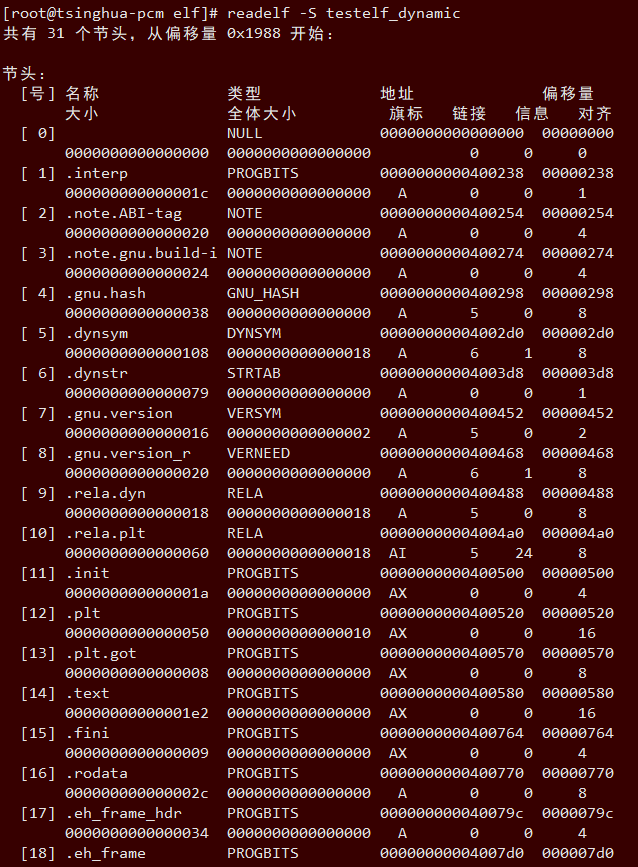 [root@tsinghua-pcm elf]# readelf -S testelf_dynamic
共有 31 个节头，从偏移量 0x1988 开始：
节头：
[号] 名称 类型 地址 偏移量
大小 全体大小 旗标 链接 信息 对齐
[ 0] NULL 0000000000000000 00000000
0000000000000000 0000000000000000 0 0 0
[ 1] .interp PROGBITS 0000000000400238 00000238
000000000000001c 0000000000000000 A 0 0 1
[ 2] .note.ABI-tag NOTE 0000000000400254 00000254
0000000000000020 0000000000000000 A 0 0 4
[ 3] .note.gnu.build-i NOTE 0000000000400274 00000274
0000000000000024 0000000000000000 A 0 0 4
[ 4] .gnu.hash GNU_HASH 0000000000400298 00000298
0000000000000038 0000000000000000 A 5 0 8
[ 5] .dynsym DYNSYM 00000000004002d0 000002d0
0000000000000108 0000000000000018 A 6 1 8
[ 6] .dynstr STRTAB 00000000004003d8 000003d8
0000000000000079 0000000000000000 A 0 0 1
[ 7] .gnu.version VERSYM 0000000000400452 00000452
0000000000000016 0000000000000002 A 5 0 2
[ 8] .gnu.version_r VERNEED 0000000000400468 00000468
0000000000000020 0000000000000000 A 6 1 8
[ 9] .rela.dyn RELA 0000000000400488 00000488
0000000000000018 0000000000000018 A 5 0 8
[10] .rela.plt RELA 00000000004004a0 000004a0
0000000000000060 0000000000000018 AI 5 24 8
[11] .init PROGBITS 0000000000400500 00000500
000000000000001a 0000000000000000 AX 0 0 4
[12] .plt PROGBITS 0000000000400520 00000520
0000000000000050 0000000000000010 AX 0 0 16
[13] .plt.got PROGBITS 0000000000400570 00000570
0000000000000008 0000000000000000 AX 0 0 8
[14] .text PROGBITS 0000000000400580 00000580
00000000000001e2 0000000000000000 AX 0 0 16
[15] .fini PROGBITS 0000000000400764 00000764
0000000000000009 0000000000000000 AX 0 0 4
[16] .rodata PROGBITS 0000000000400770 00000770
000000000000002c 0000000000000000 A 0 0 8
[17] .eh_frame_hdr PROGBITS 000000000040079c 0000079c
0000000000000034 0000000000000000 A 0 0 4
[18] .eh_frame PROGBITS 00000000004007d0 000007d0